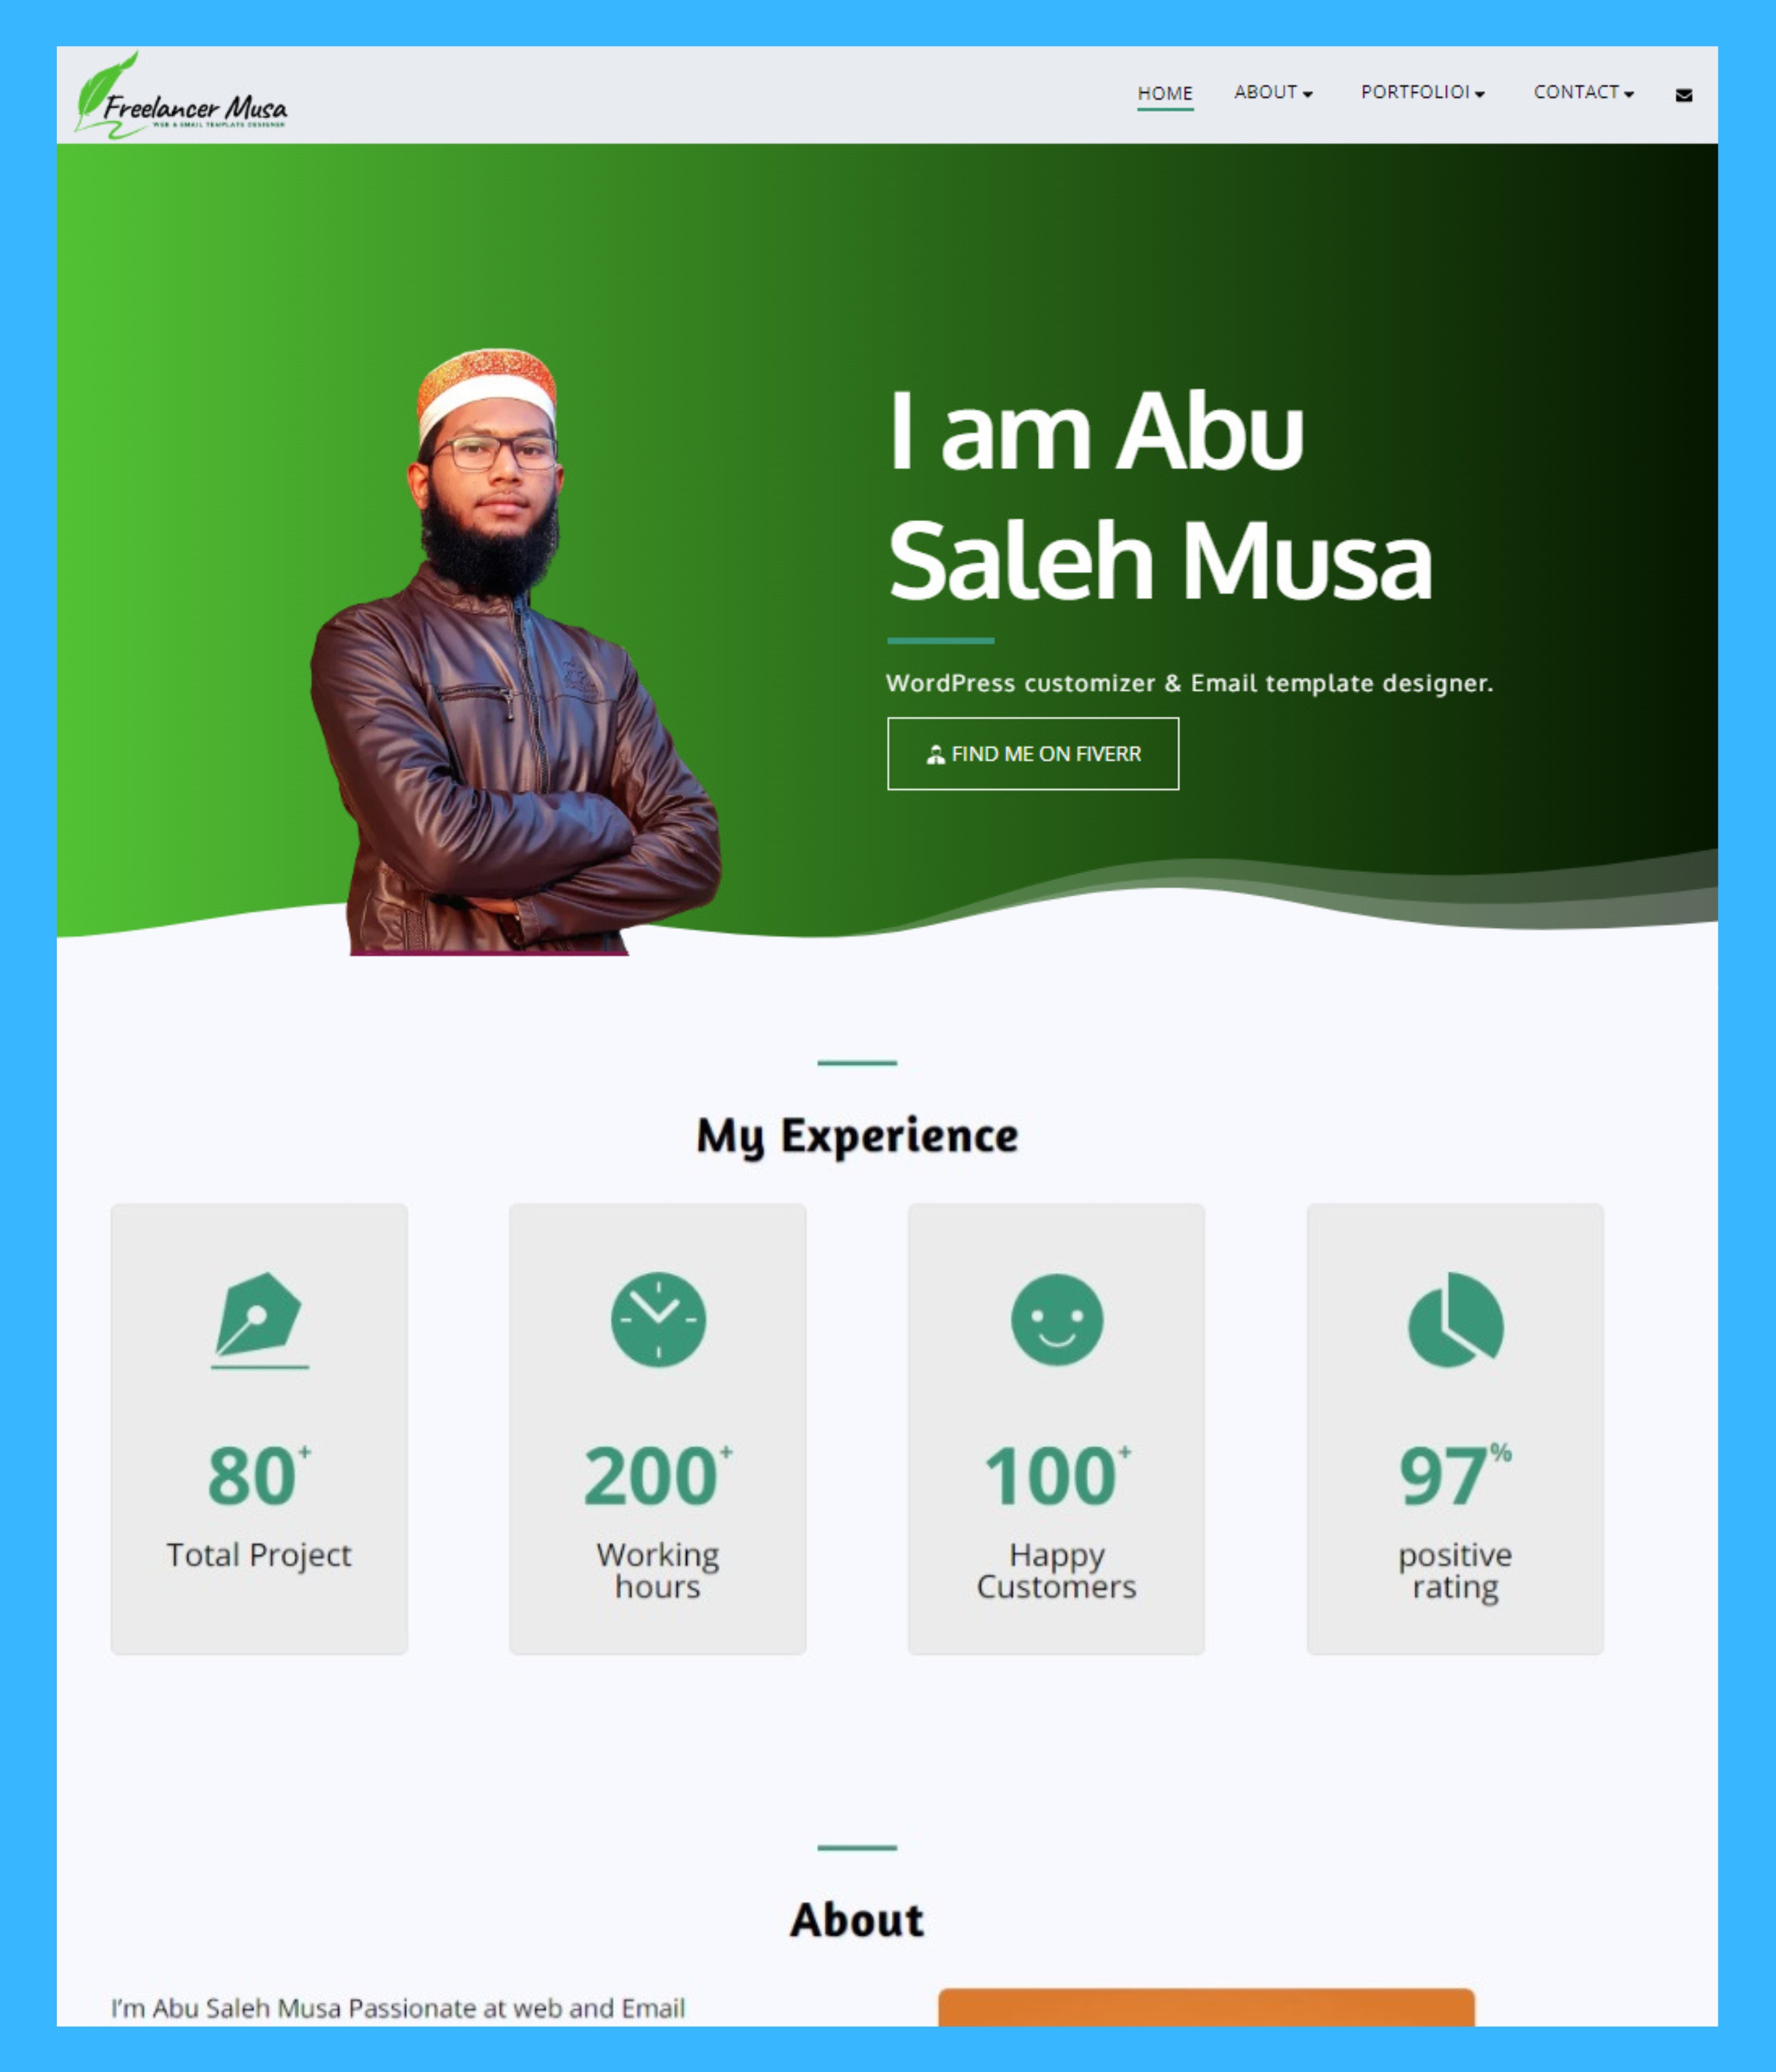 Freelancer Musa
WEB & EMAIL TEMPLATE DESIGNER
HOME ABOUT PORTFOLIOI CONTACT
I am Abu
Saleh Musa
WordPress customizer & Email template designer.
FIND ME ON FIVERR
My Experience
80+
Total Project
200+
Working
hours
100+
Happy
Customers
97%
positive
rating
About
I'm Abu Saleh Musa Passionate at web and Email